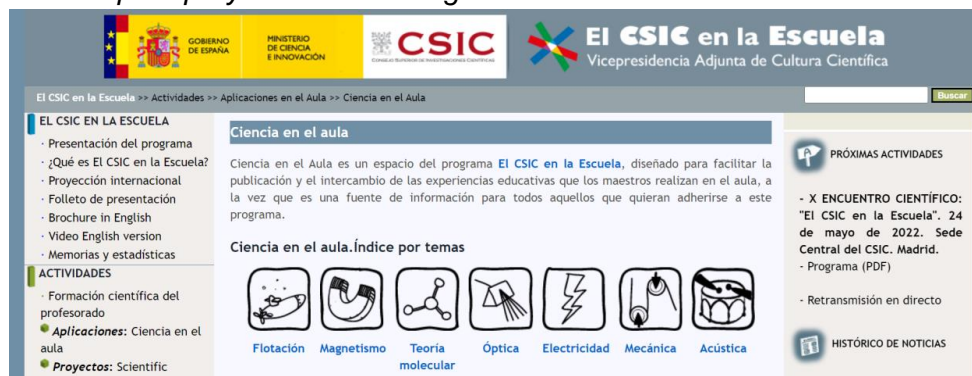 GOBIERNO
DE ESPAÑA
MINISTERIO
DE CIENCIA
E INNOVACIÓN
CSIC
CONSEJO SUPERIOR DE INVESTIGACIONES CIENTÍFICAS
El CSIC en la Escuela
Vicepresidencia Adjunta de Cultura Científica
El CSIC en la Escuela >> Actividades >> Aplicaciones en el Aula >> Ciencia en el Aula
Buscar
EL CSIC EN LA ESCUELA
· Presentación del programa
· ¿Qué es El CSIC en la Escuela?
· Proyección internacional
· Folleto de presentación
· Brochure in English
· Video English version
· Memorias y estadísticas
ACTIVIDADES
· Formación científica del
profesorado
Aplicaciones: Ciencia en el
aula
Proyectos: Scientific
Ciencia en el aula
Ciencia en el Aula es un espacio del programa El CSIC en la Escuela, diseñado para facilitar la
publicación y el intercambio de las experiencias educativas que los maestros realizan en el aula, a
la vez que es una fuente de información para todos aquellos que quieran adherirse a este
programa.
Ciencia en el aula.Índice por temas
Flotación
Magnetismo
Teoría
molecular
Óptica
Electricidad
Mecánica
Acústica
PRÓXIMAS ACTIVIDADES
- X ENCUENTRO CIENTÍFICO:
"El CSIC en la Escuela". 24
de mayo de 2022. Sede
Central del CSIC. Madrid.
- Programa (PDF)
- Retransmisión en directo
HISTÓRICO DE NOTICIAS